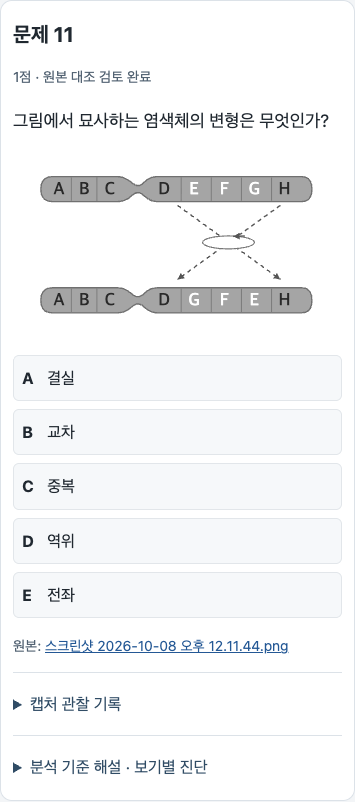 문제 11
1점 · 원본 대조 검토 완료
그림에서 묘사하는 염색체의 변형은 무엇인가?
A B C D E F G H
A B C D G F E H
A 결실
B 교차
C 중복
D 역위
E 전좌
원본: 스크린샷 2026-10-08 오후 12.11.44.png
▶ 캡처 관찰 기록
▶ 분석 기준 해설 · 보기별 진단